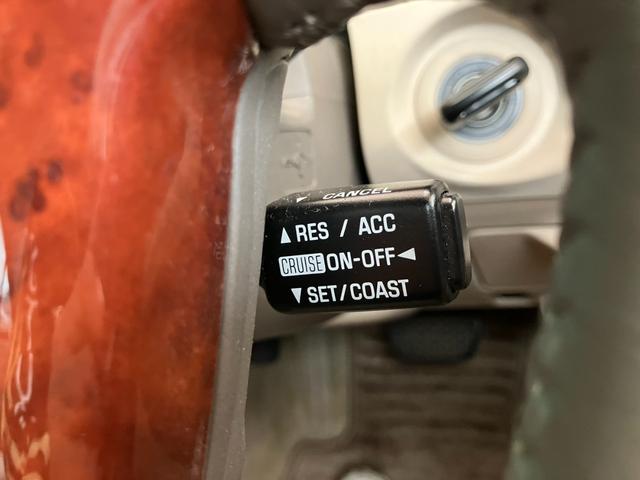 ▼ CANCEL
▲ RES / ACC
CRUISE ON-OFF ◄
▼ SET/COAST